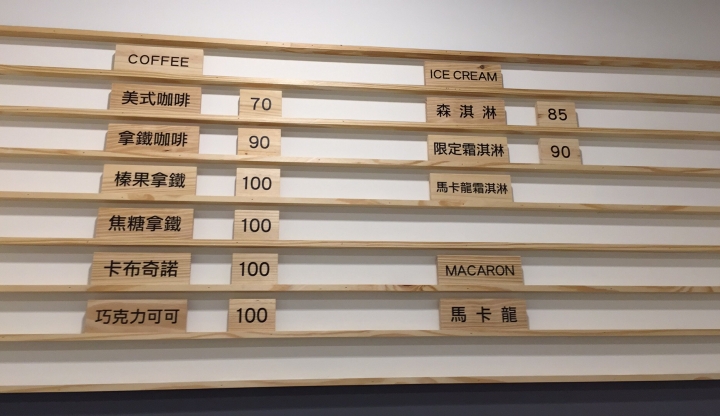 COFFEE
美式咖啡 70
拿鐵咖啡 90
榛果拿鐵 100
焦糖拿鐵 100
卡布奇諾 100
巧克力可可 100
ICE CREAM
森淇淋 85
限定霜淇淋 90
馬卡龍霜淇淋
MACARON
馬卡龍